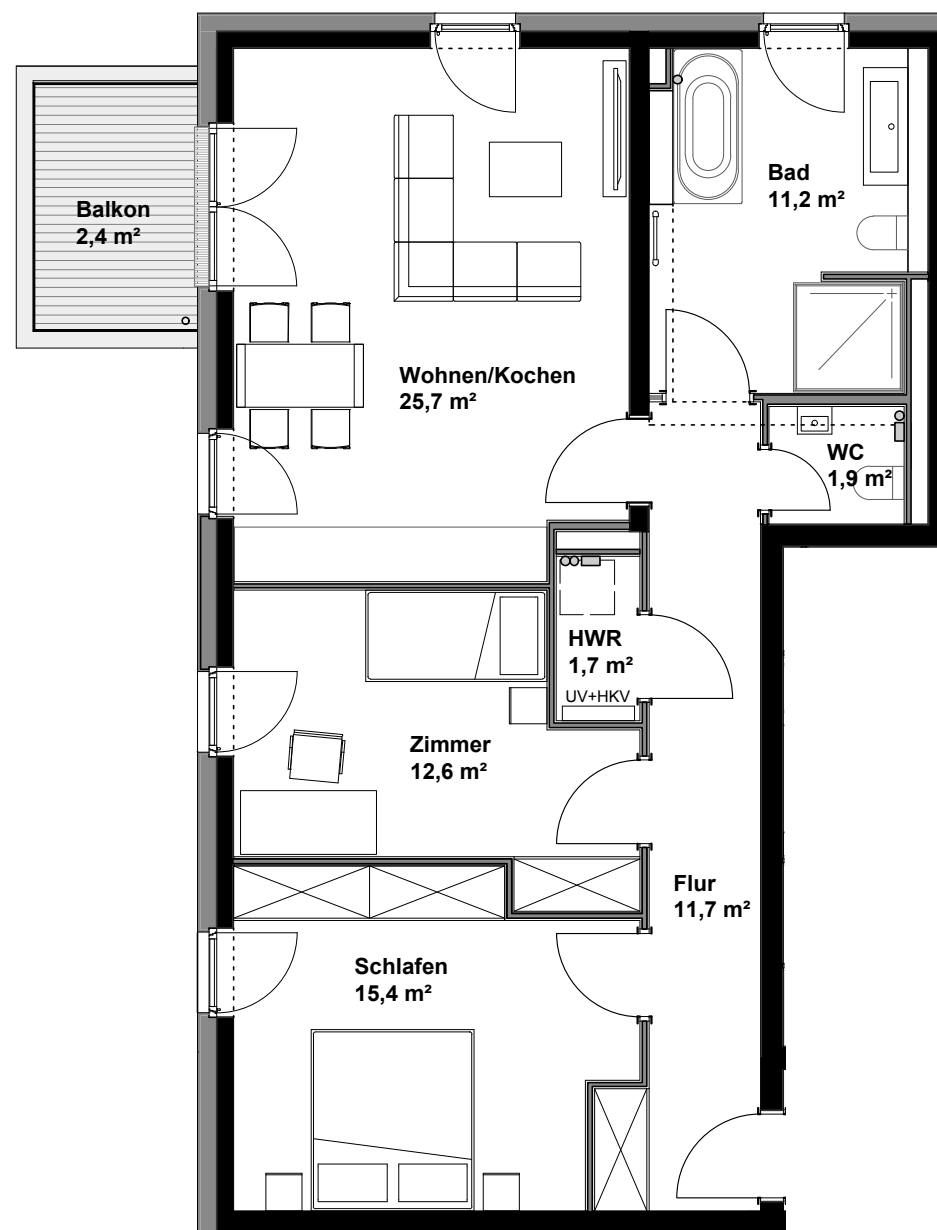 Balkon
2,4 m²
Bad
11,2 m²
Wohnen/Kochen
25,7 m²
WC
1,9 m²
HWR
1,7 m²
UV+HKV
Zimmer
12,6 m²
Flur
11,7 m²
Schlafen
15,4 m²